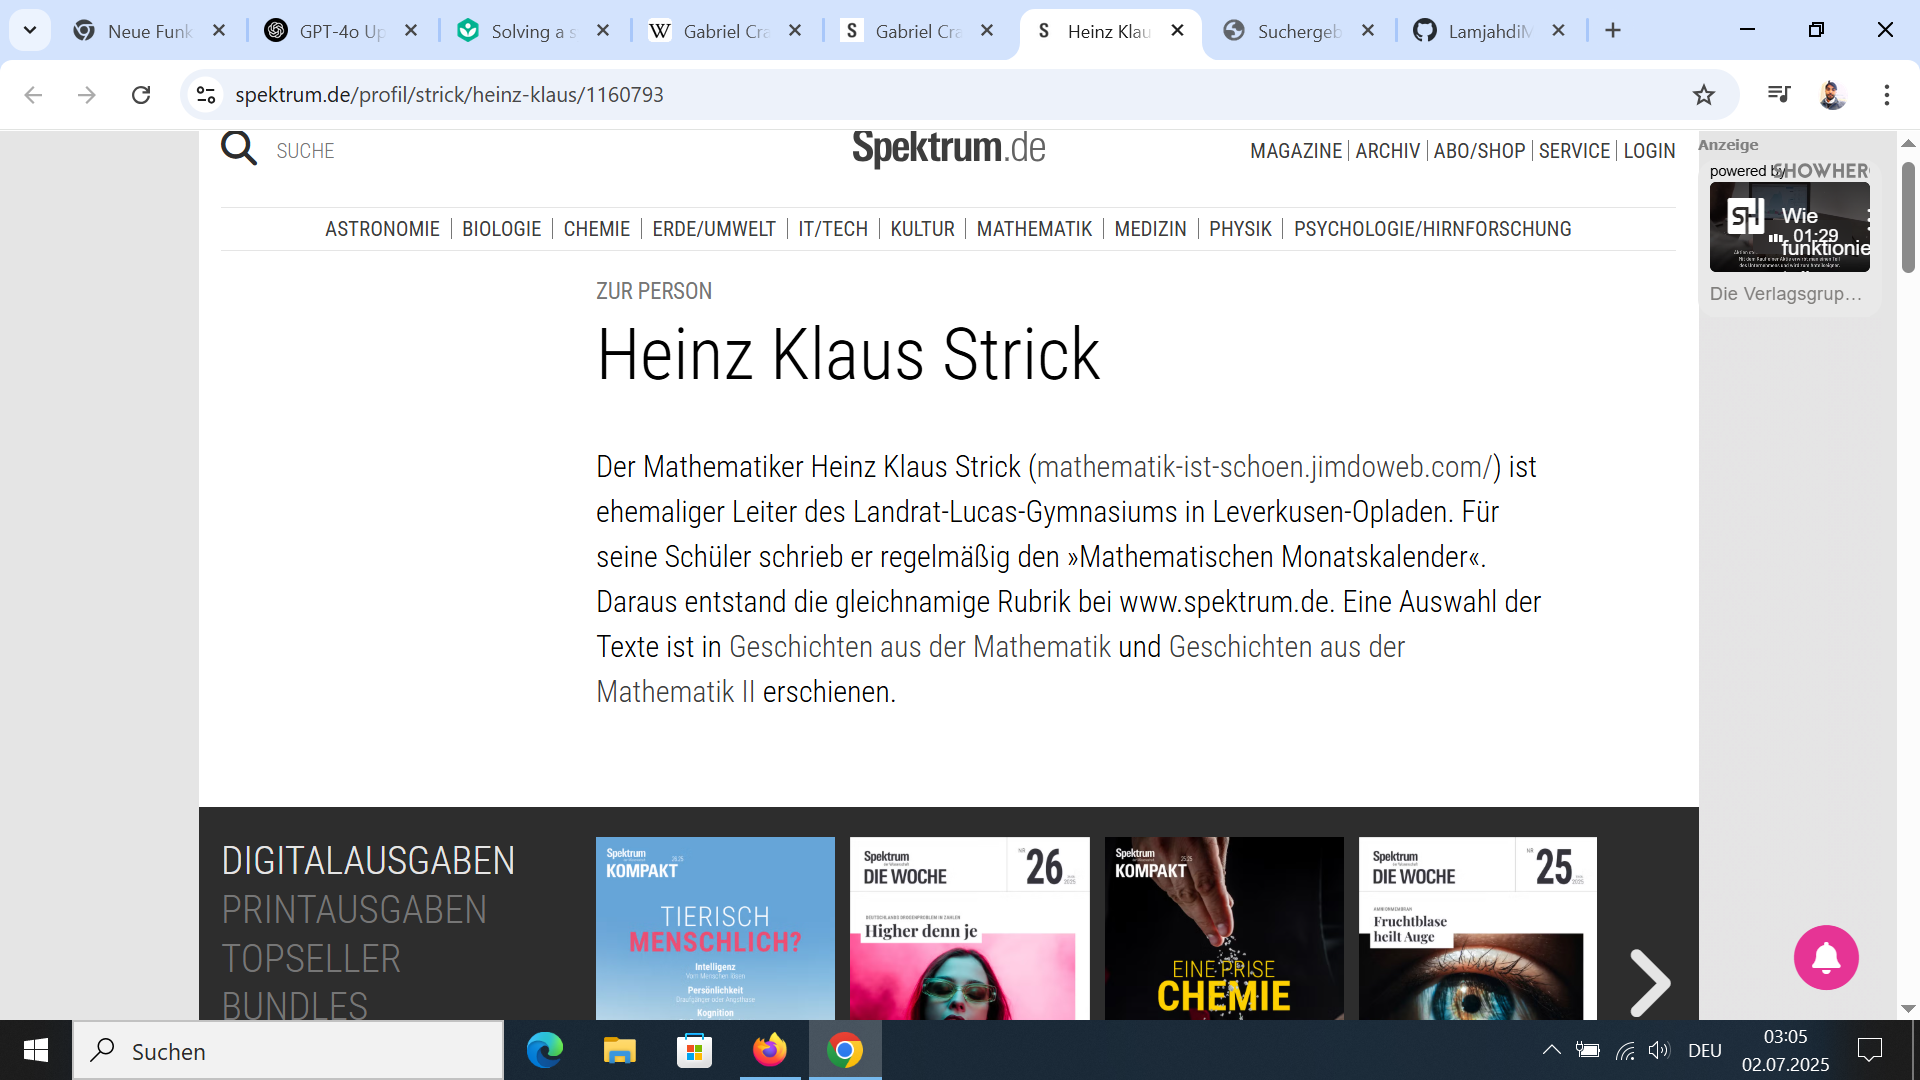 Neue Funk
GPT-4o Up
Solving a s
Gabriel Cra
Gabriel Cra
Heinz Klau
Suchergeb
LamjahdiM
spektrum.de/profil/strick/heinz-klaus/1160793
SUCHE
Spektrum.de
MAGAZINE ARCHIV ABO/SHOP SERVICE LOGIN
Anzeige
powered by SHOWHER
SH Wie
01:29
funktionie
Die Verlagsgrup…
ASTRONOMIE BIOLOGIE CHEMIE ERDE/UMWELT IT/TECH KULTUR MATHEMATIK MEDIZIN PHYSIK PSYCHOLOGIE/HIRNFORSCHUNG
ZUR PERSON
Heinz Klaus Strick
Der Mathematiker Heinz Klaus Strick (mathematik-ist-schoen.jimdoweb.com/) ist
ehemaliger Leiter des Landrat-Lucas-Gymnasiums in Leverkusen-Opladen. Für
seine Schüler schrieb er regelmäßig den »Mathematischen Monatskalender«.
Daraus entstand die gleichnamige Rubrik bei www.spektrum.de. Eine Auswahl der
Texte ist in Geschichten aus der Mathematik und Geschichten aus der
Mathematik II erschienen.
DIGITALAUSGABEN
PRINTAUSGABEN
TOPSELLER
BUNDLES
Spektrum
KOMPAKT
TIERISCH
MENSCHLICH?
Intelligenz
Persönlichkeit
Kognition
Spektrum
DIE WOCHE
NR 26
Higher denn je
Spektrum
KOMPAKT
EINE PRISE
CHEMIE
Spektrum
DIE WOCHE
NR 25
Fruchtblase
heilt Auge
Suchen
DEU
03:05
02.07.2025